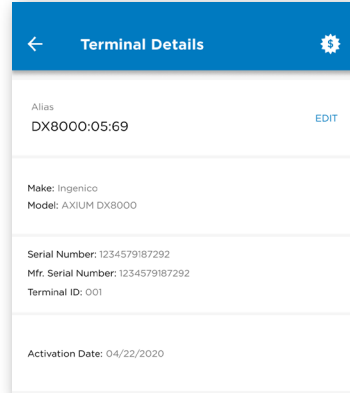 Terminal Details
$
Alias
DX8000:05:69
EDIT
Make: Ingenico
Model: AXIUM DX8000
Serial Number: 1234579187292
Mfr. Serial Number: 1234579187292
Terminal ID: 001
Activation Date: 04/22/2020